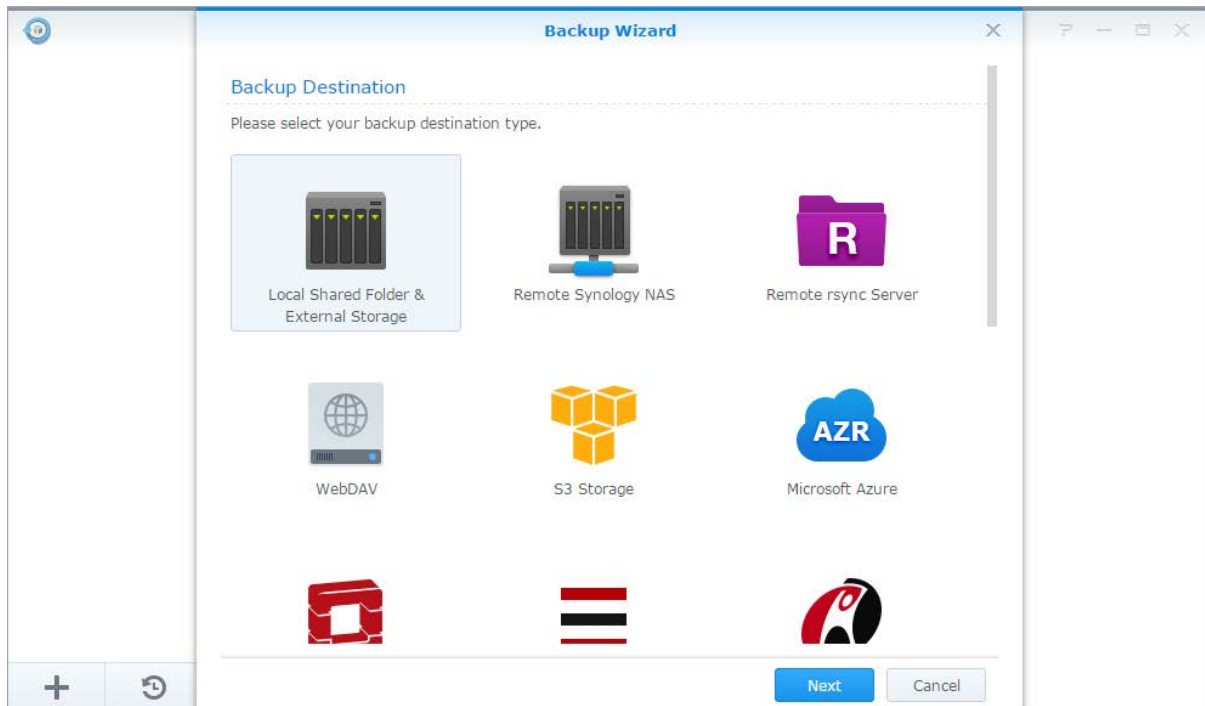 Backup Wizard
Backup Destination
Please select your backup destination type.
R
Local Shared Folder &
External Storage
Remote Synology NAS
Remote rsync Server
AZR
WebDAV
S3 Storage
Microsoft Azure
Next
Cancel